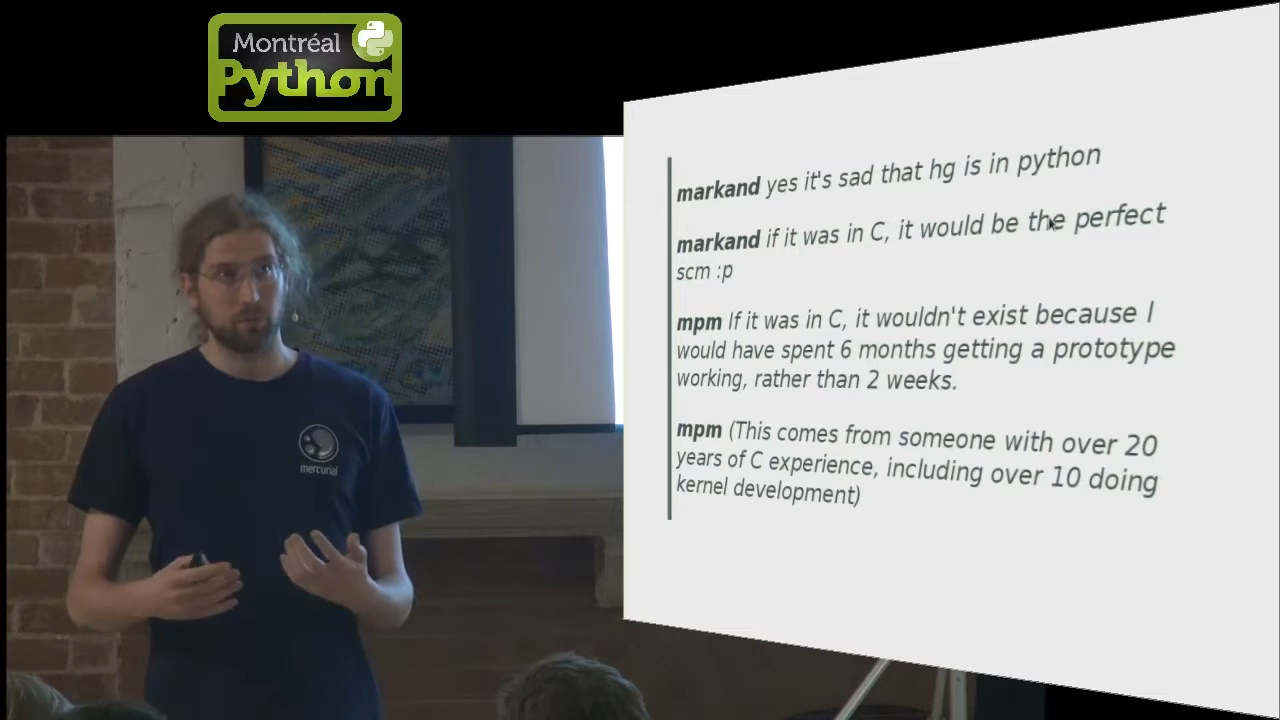 Montréal
Python
mercurial
markand yes it's sad that hg is in python
markand if it was in C, it would be the perfect
scm :p
mpm If it was in C, it wouldn't exist because I
would have spent 6 months getting a prototype
working, rather than 2 weeks.
mpm (This comes from someone with over 20
years of C experience, including over 10 doing
kernel development)